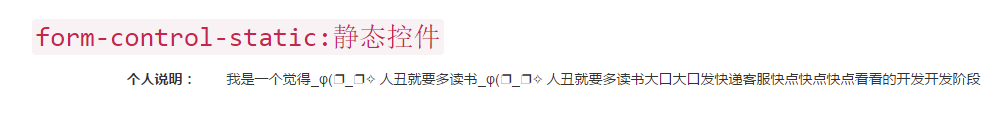 form-control-static:静态控件
个人说明： 我是一个觉得_φ(❐_❐✧ 人丑就要多读书_φ(❐_❐✧ 人丑就要多读书大口大口发快递客服快点快点快点看看的开发开发阶段